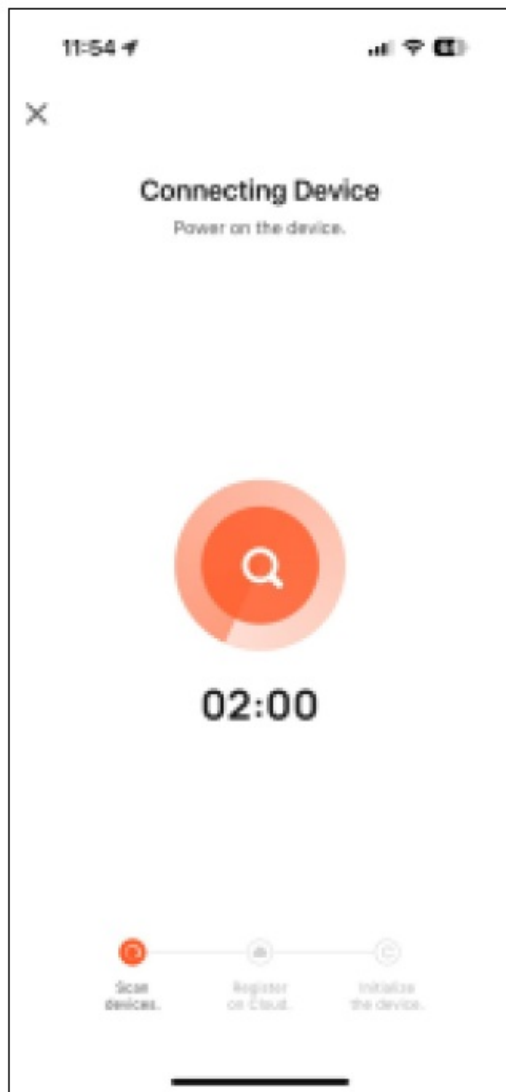 11:54
Connecting Device
Power on the device.
02:00
Scan
devices.
Register
on Cloud.
Initialize
the device.